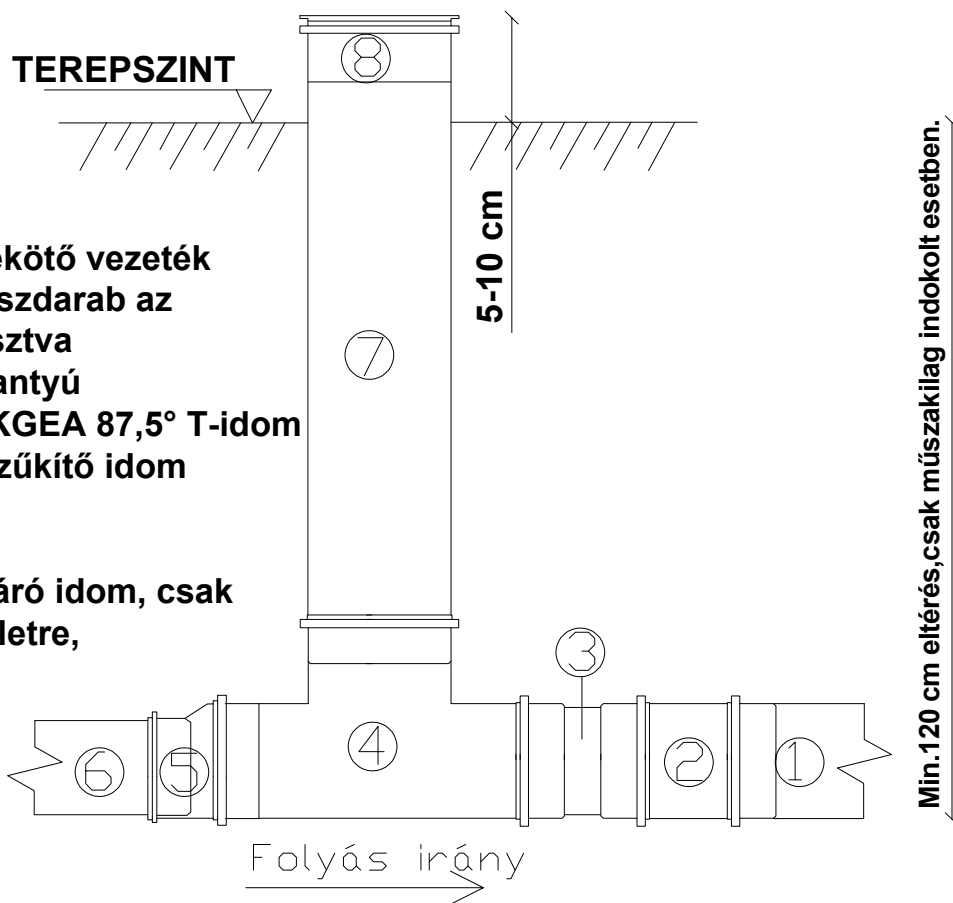 8
TEREPSZINT
5-10 cm
Min.120 cm eltérés,csak műszakilag indokolt esetben.
ekötő vezeték
szdarab az
sztva
antyú
KGEA 87,5° T-idom
zűkítő idom
7
áró idom, csak
letre,
3
6
5
4
2
1
Folyás irány